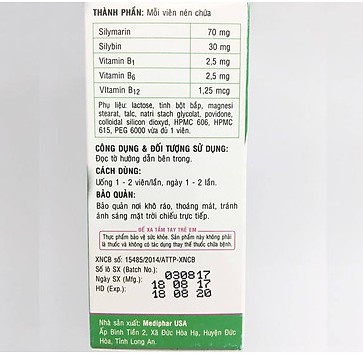 THÀNH PHẦN: Mỗi viên nén chứa
Silymarin 70 mg
Silybin 30 mg
Vitamin B1 2,5 mg
Vitamin B6 2,5 mg
Vitamin B12 1,25 mcg
Phụ liệu: lactose, tinh bột bắp, magnesi
stearat, talc, natri stach glycolat, povidone,
colloidal silicon dioxyd, HPMC 606, HPMC
615, PEG 6000 vừa đủ 1 viên.
CÔNG DỤNG & ĐỐI TƯỢNG SỬ DỤNG:
Đọc tờ hướng dẫn bên trong.
CÁCH DÙNG:
Uống 1 - 2 viên/lần, ngày 1 - 2 lần.
BẢO QUẢN:
Bảo quản nơi khô ráo, thoáng mát, tránh
ánh sáng mặt trời chiếu trực tiếp.
ĐỂ XA TẦM TAY TRẺ EM
Thực phẩm bảo vệ sức khỏe. Sản phẩm này không phải
là thuốc và không có tác dụng thay thế thuốc chữa bệnh.
XNCB số: 15485/2014/ATTP-XNCB
Số lô SX (Batch No.): 030817
Ngày SX (Mfg.): 18 08 17
HD (Exp.): 18 08 20
Nhà sản xuất: Mediphar USA
Ấp Bình Tiền 2, Xã Đức Hòa Hạ, Huyện Đức
Hòa, Tỉnh Long An.